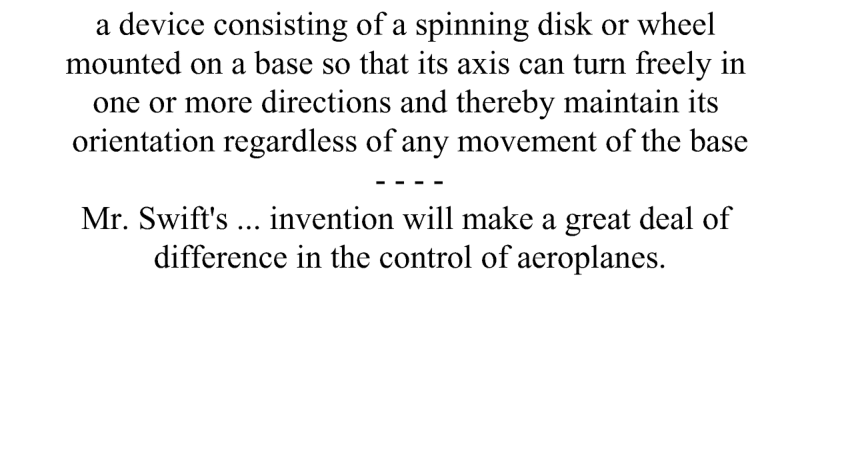 a device consisting of a spinning disk or wheel
mounted on a base so that its axis can turn freely in
one or more directions and thereby maintain its
orientation regardless of any movement of the base
- - - -
Mr. Swift's ... invention will make a great deal of
difference in the control of aeroplanes.